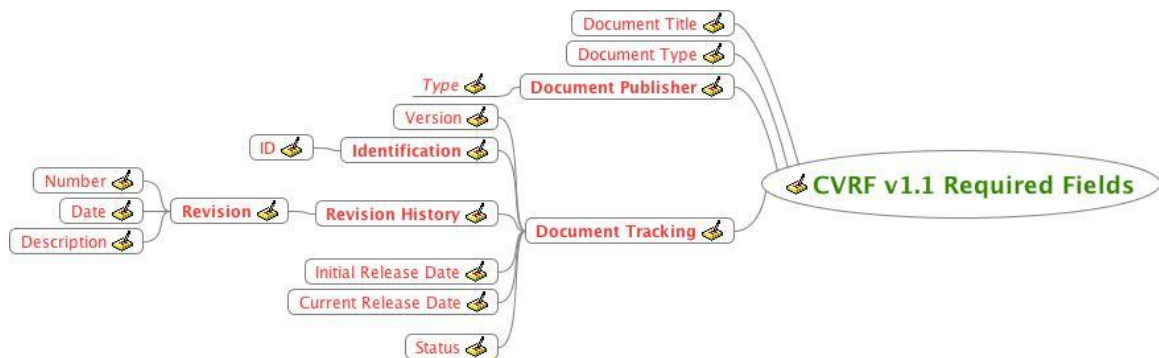 Document Title
Document Type
Type
Document Publisher
Version
ID
Identification
CVRF v1.1 Required Fields
Number
Date
Revision
Revision History
Description
Document Tracking
Initial Release Date
Current Release Date
Status